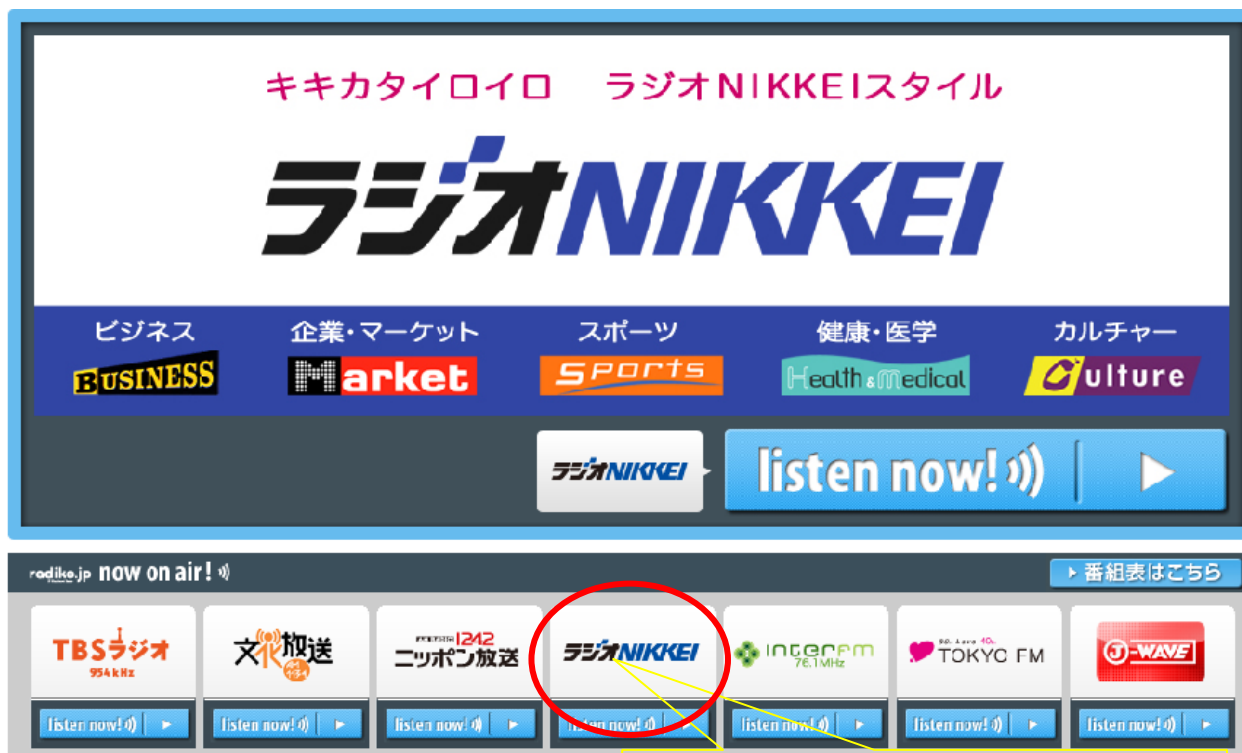 キキカタイロイロ ラジオNIKKEIスタイル
ラジオNIKKEI
ビジネス 企業・マーケット スポーツ 健康・医学 カルチャー
BUSINESS Market Sports Health & Medical Culture
ラジオNIKKEI listen now!
radiko.jp now on air! 番組表はこちら
TBSラジオ 文化放送 1242 ニッポン放送 ラジオNIKKEI InterFM TOKYO FM J-WAVE
954kHz 76.1MHz
listen now! listen now! listen now! listen now! listen now! listen now! listen now!